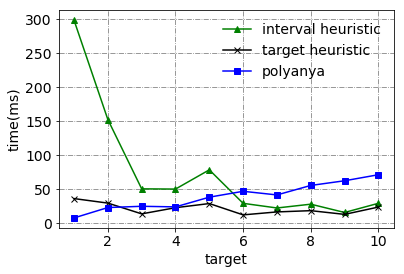 300
250
200
150
100
50
0
time(ms)
interval heuristic
target heuristic
polyanya
2 4 6 8 10
target